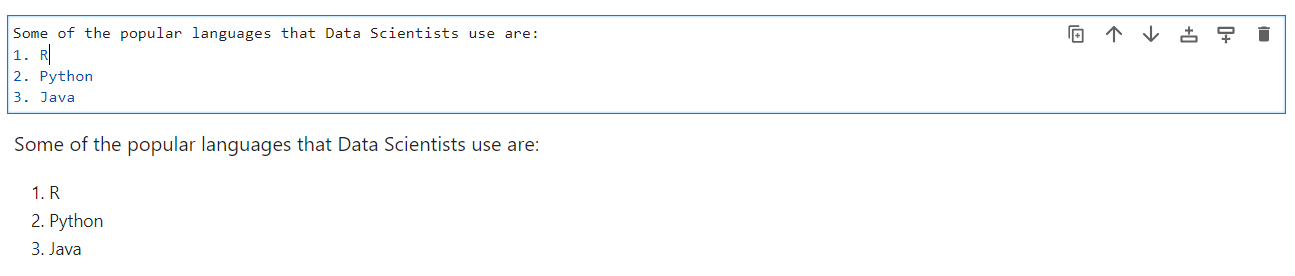 Some of the popular languages that Data Scientists use are:
1. R
2. Python
3. Java
Some of the popular languages that Data Scientists use are:
1. R
2. Python
3. Java